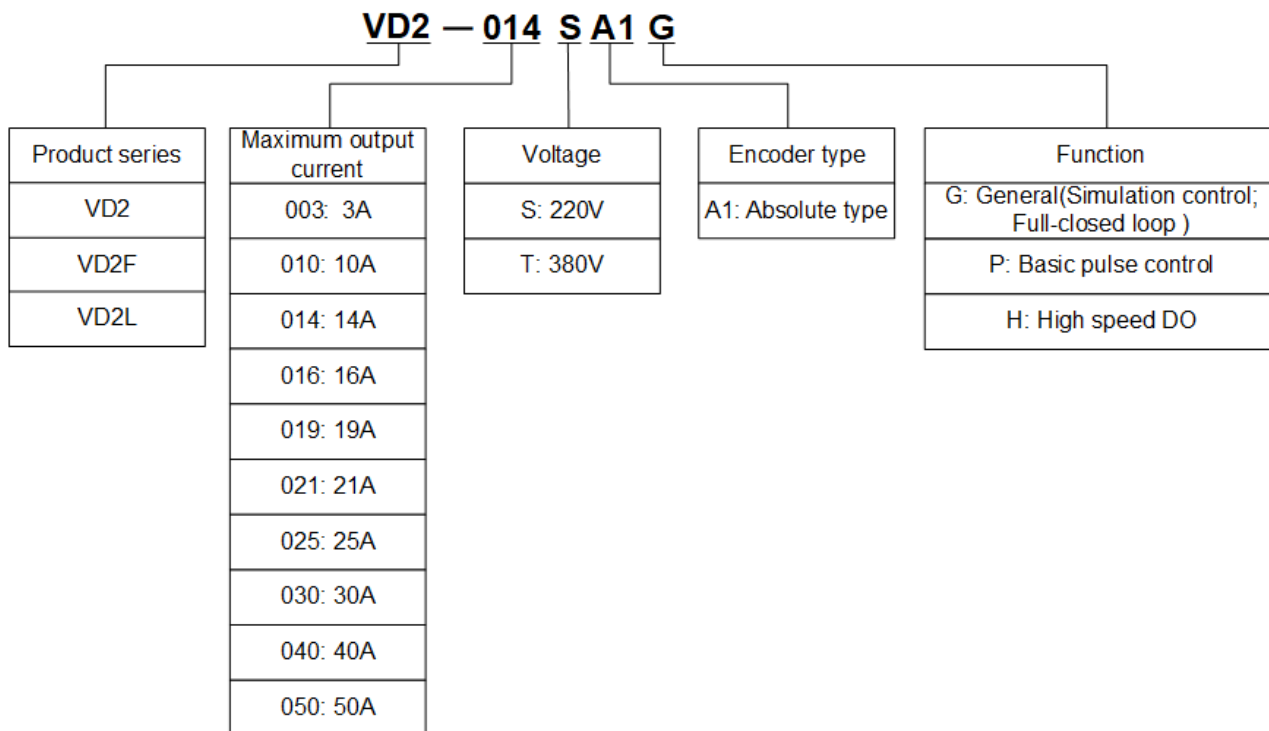 VD2 — 014 S A1 G
Product series
VD2
VD2F
VD2L
Maximum output
current
003: 3A
010: 10A
014: 14A
016: 16A
019: 19A
021: 21A
025: 25A
030: 30A
040: 40A
050: 50A
Voltage
S: 220V
T: 380V
Encoder type
A1: Absolute type
Function
G: General(Simulation control;
Full-closed loop )
P: Basic pulse control
H: High speed DO